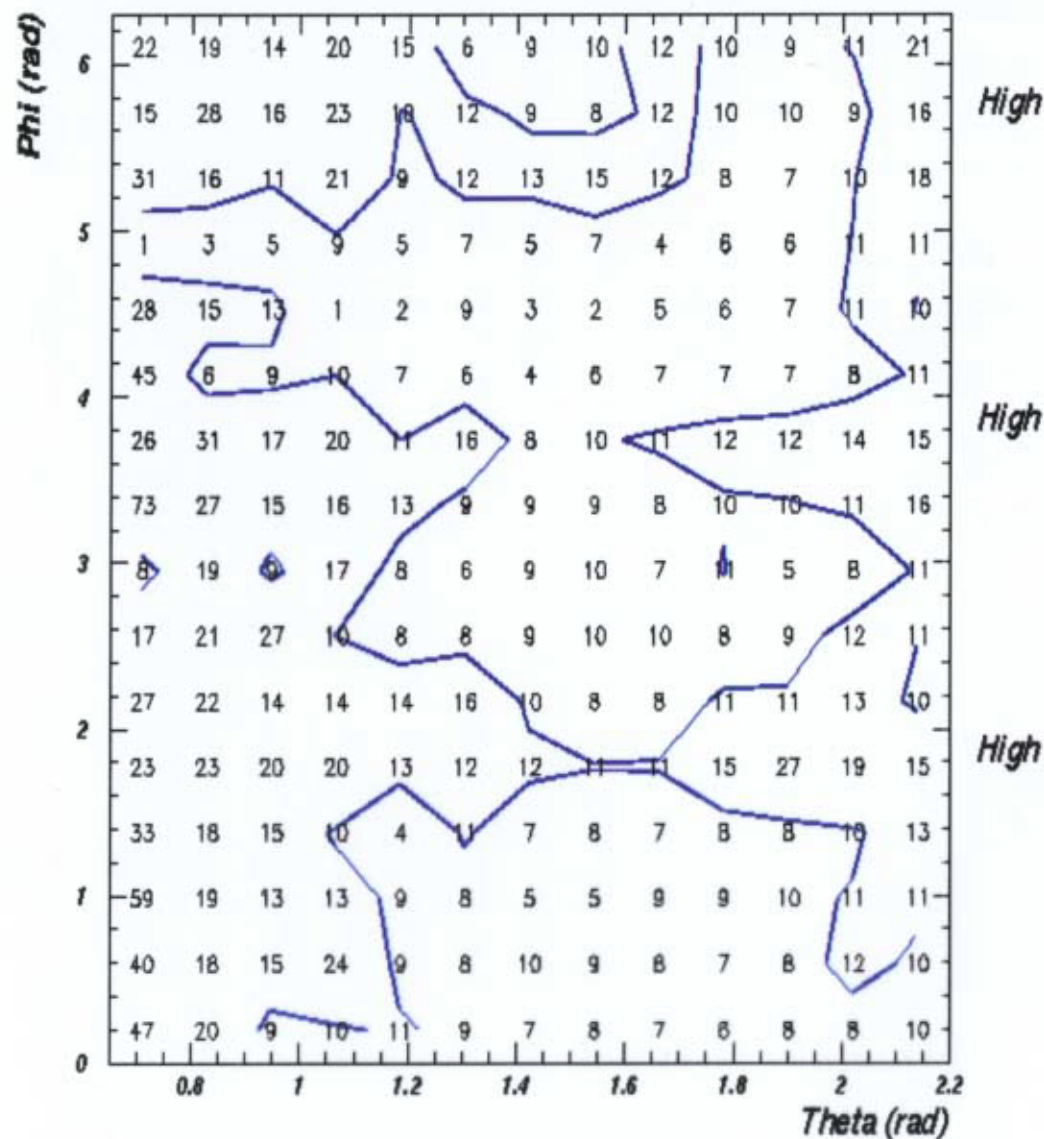 Phi (rad)
6
22 19 14 20 15 6 9 10 12 10 9 11 21
High
15 28 16 23 10 12 9 8 12 10 10 9 16
31 16 11 21 9 12 13 15 12 8 7 10 18
5
1 3 5 9 5 7 5 7 4 6 6 11 11
28 15 13 1 2 9 3 2 5 6 7 11 10
45 6 9 10 7 6 4 6 7 7 7 8 11
4
High
26 31 17 20 11 16 8 10 11 12 12 14 15
73 27 15 16 13 9 9 9 8 10 10 11 16
3
8 19 9 17 8 6 9 10 7 11 5 8 11
17 21 27 10 8 8 9 10 10 8 9 12 11
27 22 14 14 14 16 10 8 8 11 11 13 10
2
High
23 23 20 20 13 12 12 11 11 15 27 19 15
33 18 15 10 4 11 7 8 7 8 8 10 13
1
59 19 13 13 9 8 5 5 9 9 10 11 11
40 18 15 24 9 8 10 9 6 7 8 12 10
47 20 9 10 11 9 7 8 7 6 8 8 10
0
0.8 1 1.2 1.4 1.6 1.8 2 2.2
Theta (rad)